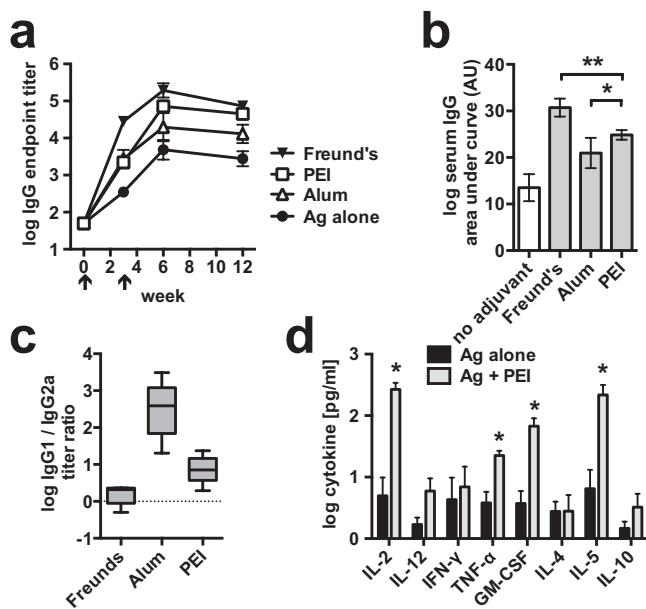 a
log IgG endpoint titer
6
5
4
3
2
1
0 2 4 6 8 10 12
week
Freund's
PEI
Alum
Ag alone
b
log serum IgG
area under curve (AU)
40
30
20
10
0
**
*
no adjuvant
Freund's
Alum
PEI
c
log IgG1 / IgG2a
titer ratio
4
3
2
1
0
-1
Freunds
Alum
PEI
d
Ag alone
Ag + PEI
log cytokine [pg/ml]
3
2
1
0
*
*
*
*
IL-2
IL-12
IFN-γ
TNF-α
GM-CSF
IL-4
IL-5
IL-10